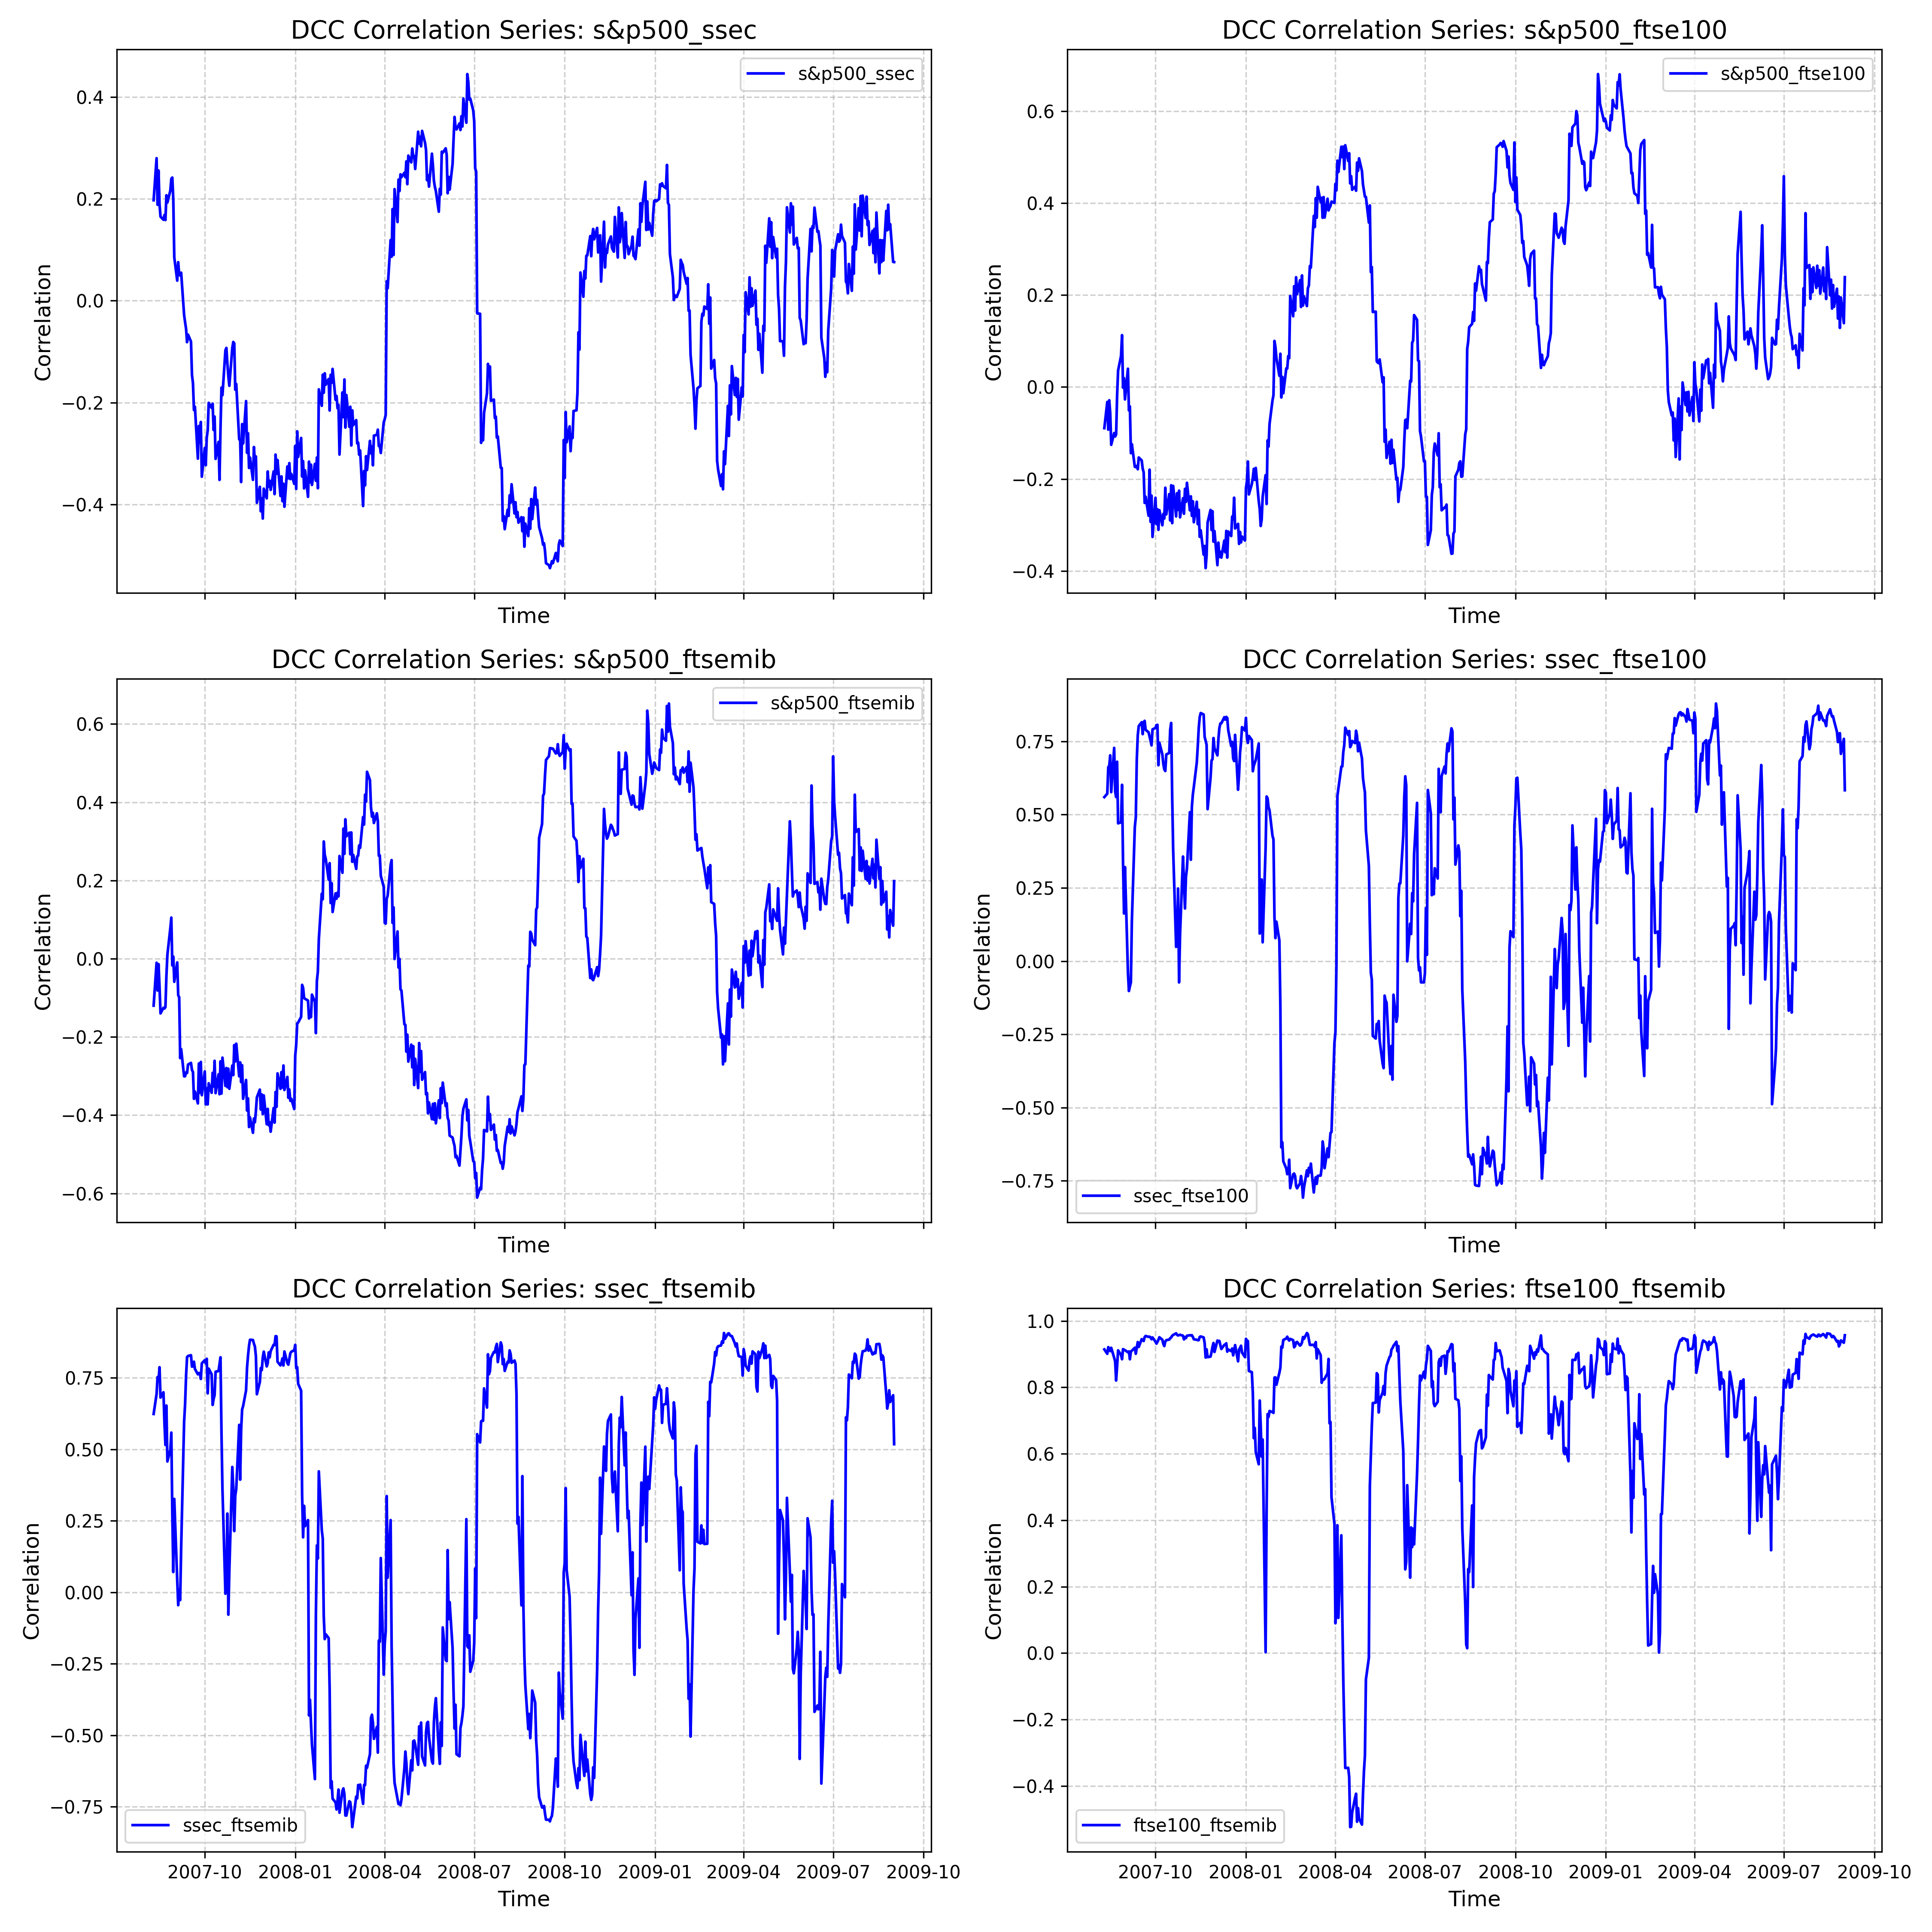 DCC Correlation Series: s&p500_ssec
s&p500_ssec
Correlation
0.4
0.2
0.0
−0.2
−0.4
Time
DCC Correlation Series: s&p500_ftse100
s&p500_ftse100
Correlation
0.6
0.4
0.2
0.0
−0.2
−0.4
Time
DCC Correlation Series: s&p500_ftsemib
s&p500_ftsemib
Correlation
0.6
0.4
0.2
0.0
−0.2
−0.4
−0.6
Time
DCC Correlation Series: ssec_ftse100
Correlation
0.75
0.50
0.25
0.00
−0.25
−0.50
−0.75
ssec_ftse100
Time
DCC Correlation Series: ssec_ftsemib
Correlation
0.75
0.50
0.25
0.00
−0.25
−0.50
−0.75
ssec_ftsemib
2007-10 2008-01 2008-04 2008-07 2008-10 2009-01 2009-04 2009-07 2009-10
Time
DCC Correlation Series: ftse100_ftsemib
Correlation
1.0
0.8
0.6
0.4
0.2
0.0
−0.2
−0.4
ftse100_ftsemib
2007-10 2008-01 2008-04 2008-07 2008-10 2009-01 2009-04 2009-07 2009-10
Time